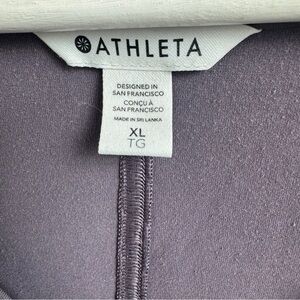 ATHLETA
DESIGNED IN
SAN FRANCISCO
CONÇU À
SAN FRANCISCO
MADE IN SRI LANKA
XL
TG